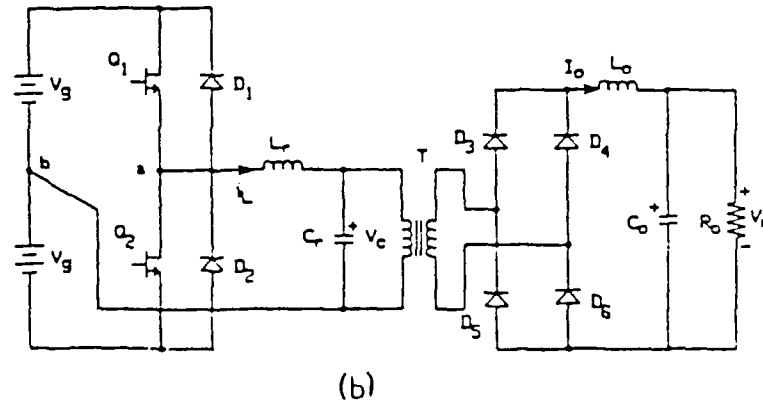 Q1
D1
Vg
b
a
Lr
iL
Cr
+
Vc
T
Q2
D2
Vg
D3
D4
D5
D6
Io
Lo
Co
+
Ro
+
-
(b)